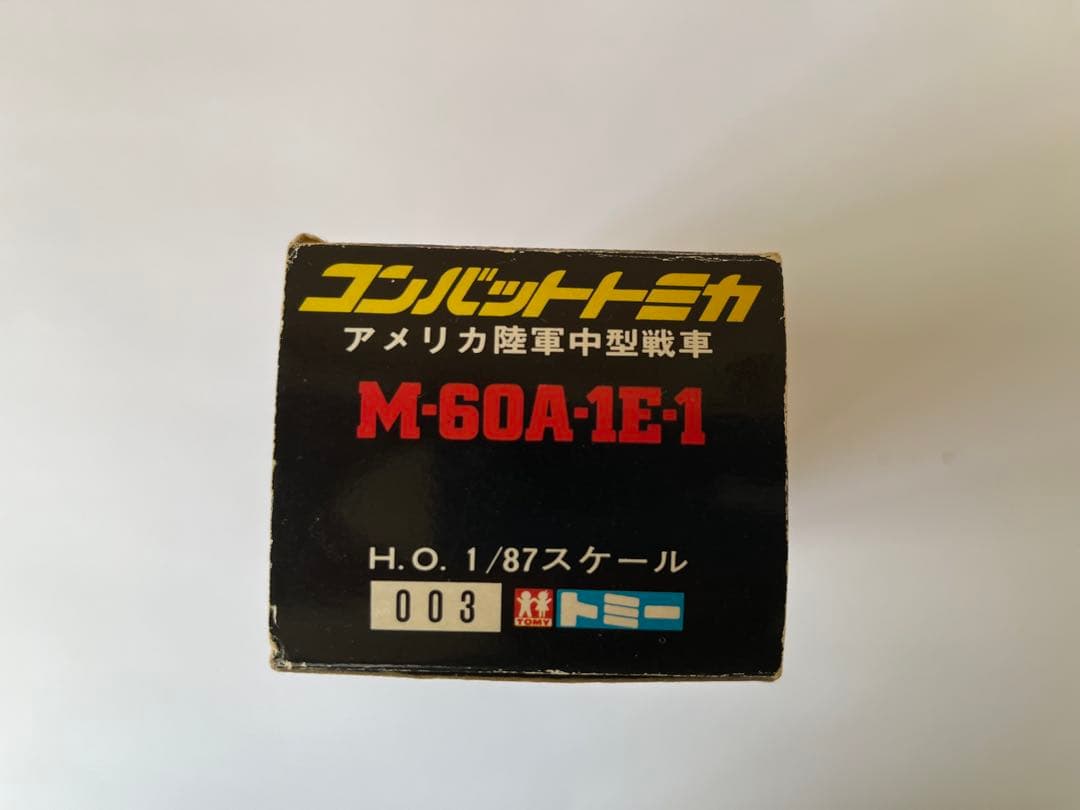 コンバットトミカ
アメリカ陸軍中型戦車
M-60A-1E-1
H.O. 1/87スケール
003 TOMY トミー